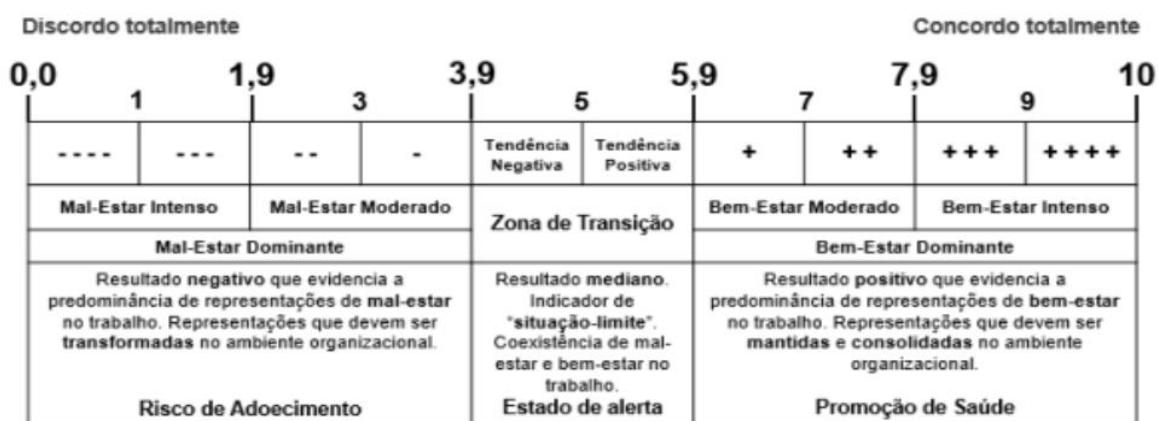 Discordo totalmente Concordo totalmente
0,0 1,9 3,9 5,9 7,9 10
1 3 5 7 9
- - - - - - - - - - Tendência Negativa Tendência Positiva + ++ +++ ++++
Mal-Estar Intenso Mal-Estar Moderado
Zona de Transição
Bem-Estar Moderado Bem-Estar Intenso
Mal-Estar Dominante Bem-Estar Dominante
Resultado negativo que evidencia a
predominância de representações de mal-estar
no trabalho. Representações que devem ser
transformadas no ambiente organizacional.
Risco de Adoecimento
Resultado mediano.
Indicador de
"situação-limite".
Coexistência de mal-
estar e bem-estar no
trabalho.
Estado de alerta
Resultado positivo que evidencia a
predominância de representações de bem-estar
no trabalho. Representações que devem ser
mantidas e consolidadas no ambiente
organizacional.
Promoção de Saúde